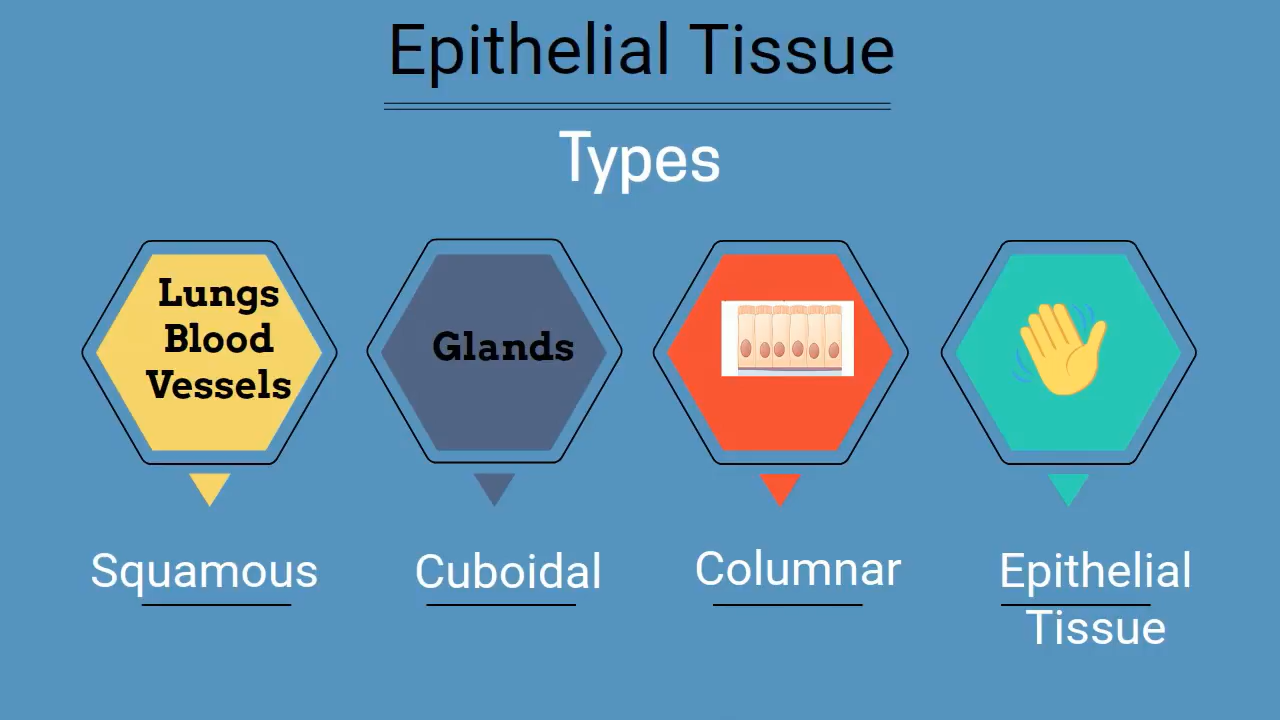 Epithelial Tissue
Types
Lungs
Blood
Vessels
Glands
Squamous
Cuboidal
Columnar
Epithelial
Tissue